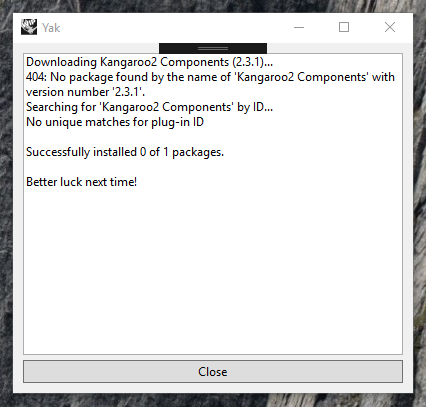 Yak
Downloading Kangaroo2 Components (2.3.1)...
404: No package found by the name of 'Kangaroo2 Components' with
version number '2.3.1'.
Searching for 'Kangaroo2 Components' by ID...
No unique matches for plug-in ID
Successfully installed 0 of 1 packages.
Better luck next time!
Close